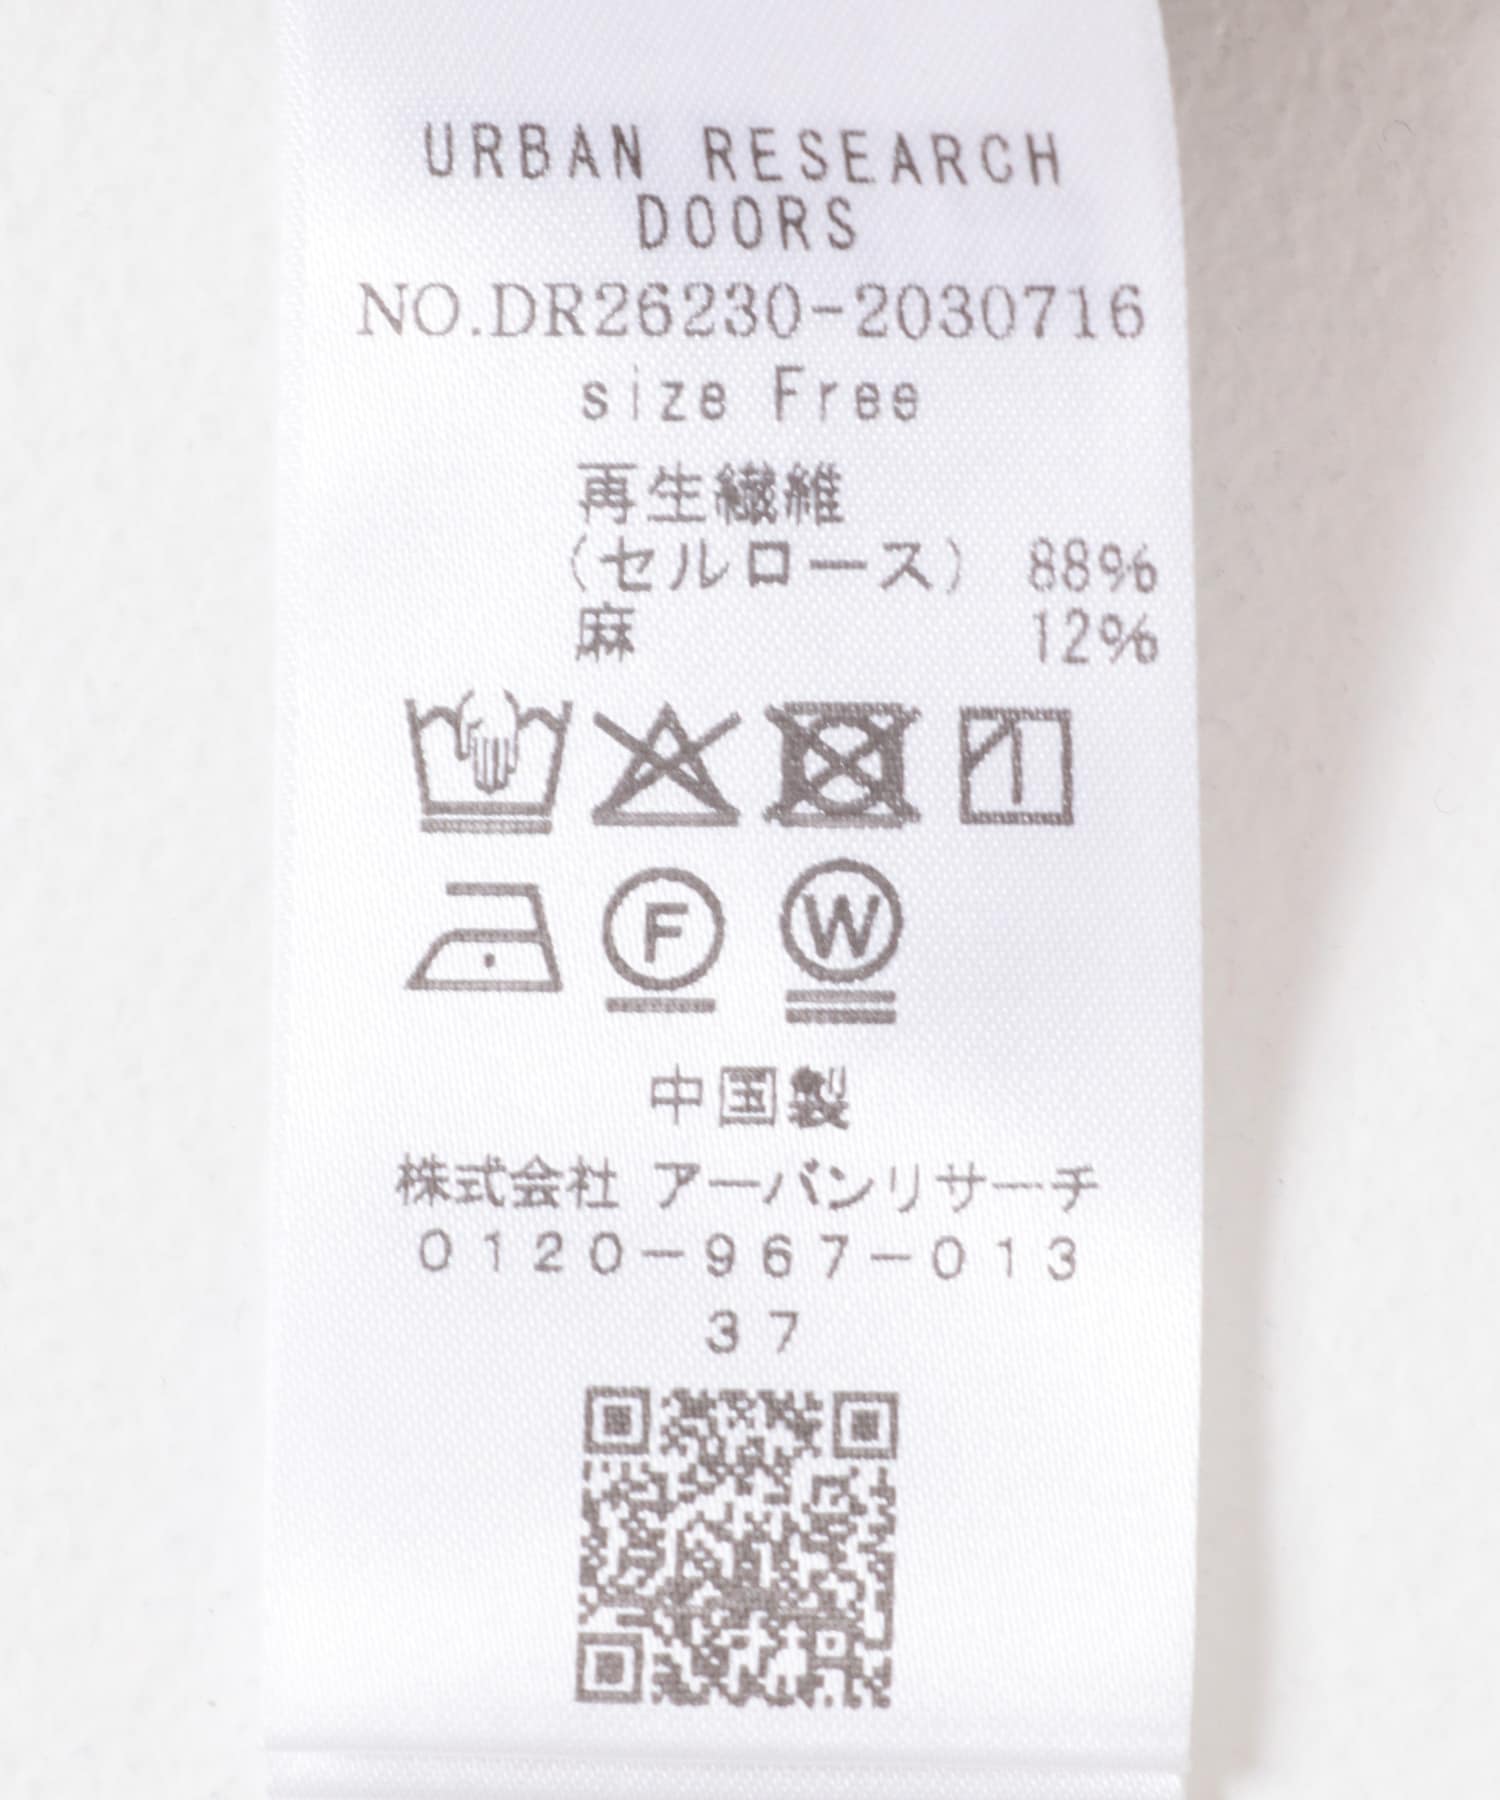 URBAN RESEARCH
DOORS
NO.DR26230-2030716
size Free
再生繊維
(セルロース) 88%
麻 12%
F W
中国製
株式会社 アーバンリサーチ
0120-967-013
37